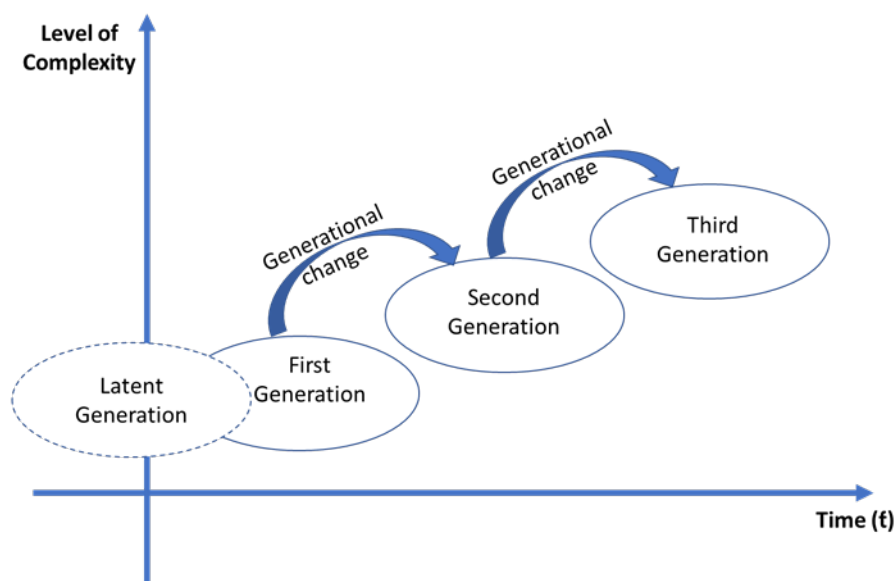 Level of
Complexity
Generational
change
Third
Generation
Generational
change
Second
Generation
First
Generation
Latent
Generation
Time (t)